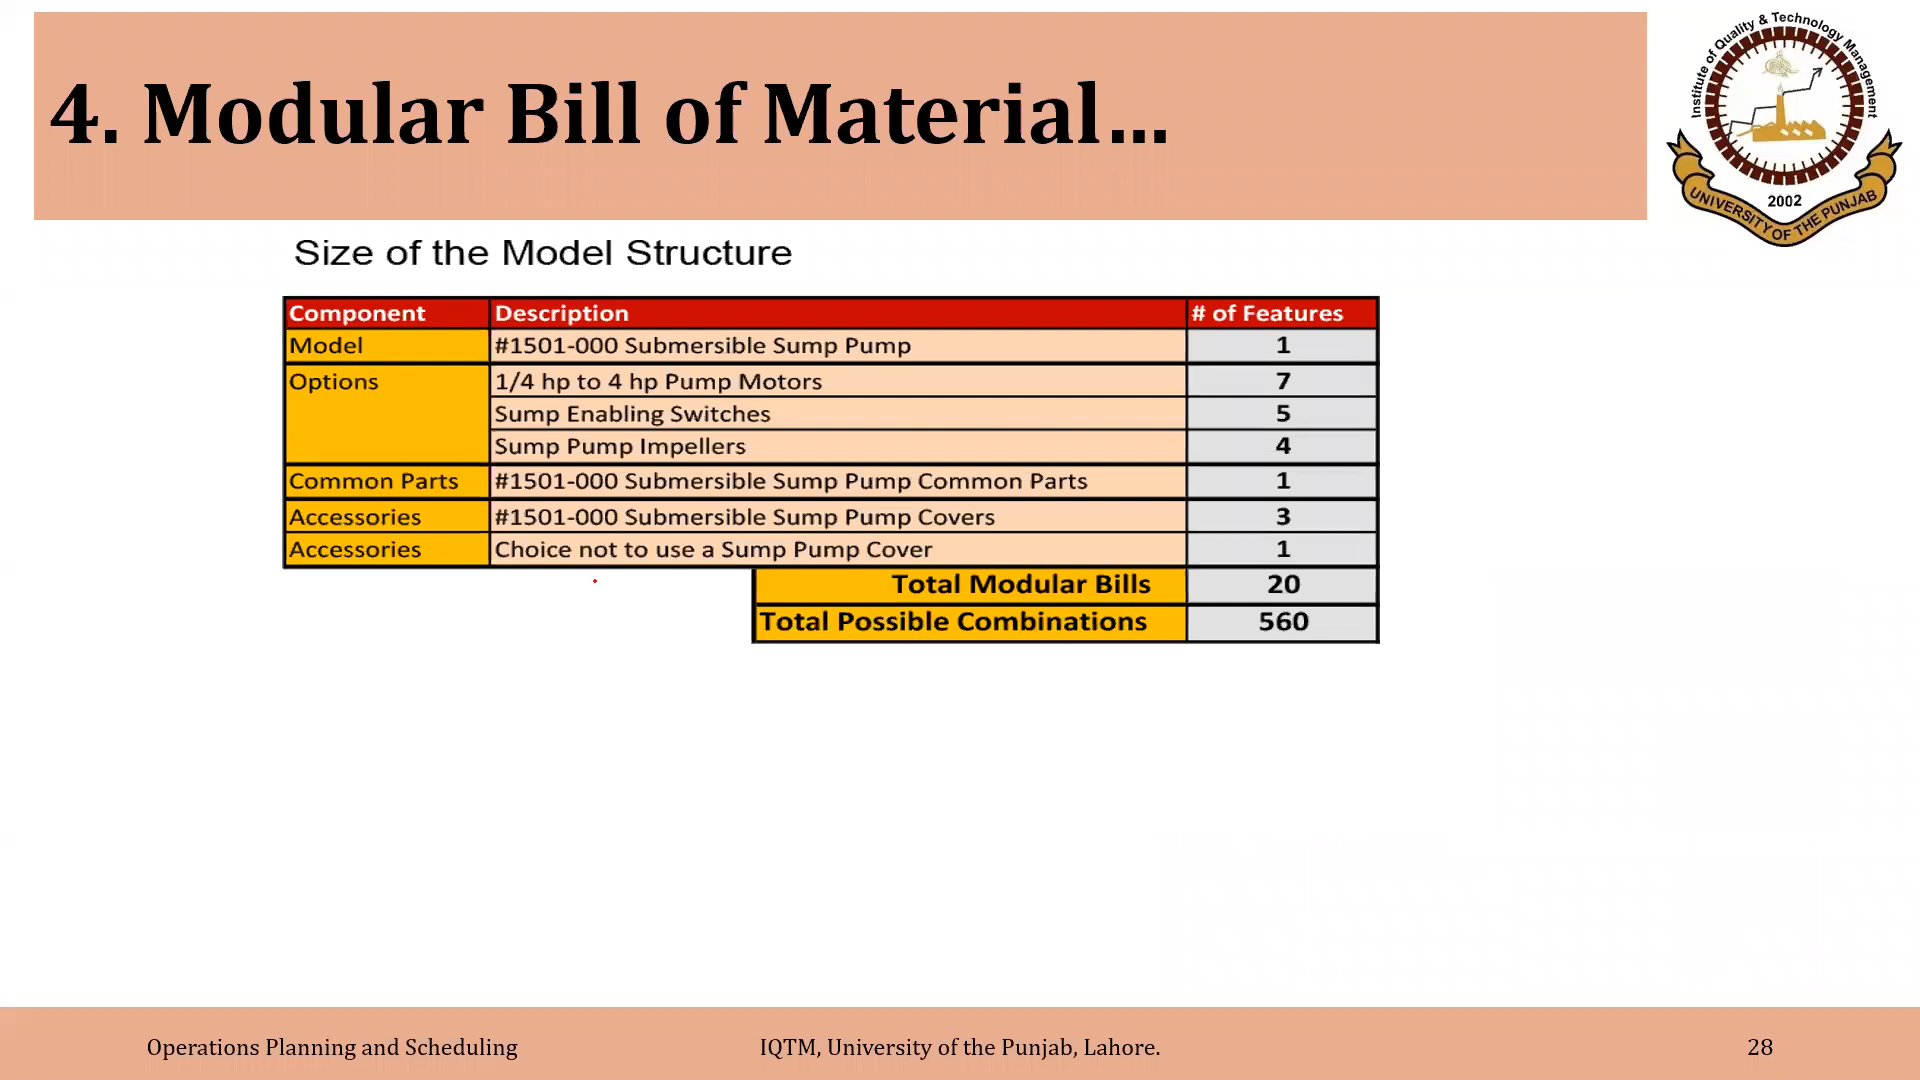 4. Modular Bill of Material…
Institute of Quality & Technology Management
2002
UNIVERSITY OF THE PUNJAB
Size of the Model Structure
Component Description # of Features
Model #1501-000 Submersible Sump Pump 1
Options 1/4 hp to 4 hp Pump Motors 7
Sump Enabling Switches 5
Sump Pump Impellers 4
Common Parts #1501-000 Submersible Sump Pump Common Parts 1
Accessories #1501-000 Submersible Sump Pump Covers 3
Accessories Choice not to use a Sump Pump Cover 1
Total Modular Bills 20
Total Possible Combinations 560
Operations Planning and Scheduling IQTM, University of the Punjab, Lahore. 28